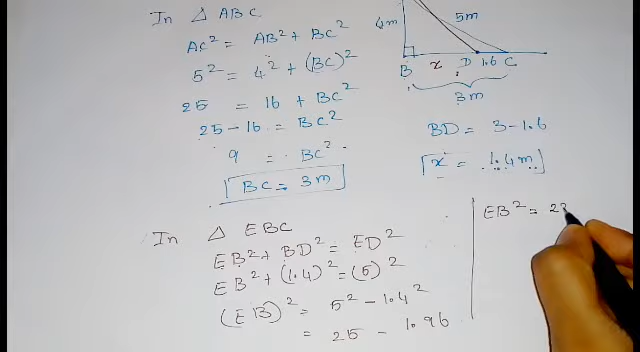 In △ ABC
AC² = AB² + BC²
5² = 4² + (BC)²
25 = 16 + BC²
25 - 16 = BC²
9 = BC²
BC = 3m
4m
5m
B x D 1.6 C
3m
BD = 3 - 1.6
x = 1.4m
In △ EBC
EB² + BD² = ED²
EB² + (1.4)² = (5)²
(EB)² = 5² - 1.4²
= 25 - 1.96
EB² = 23